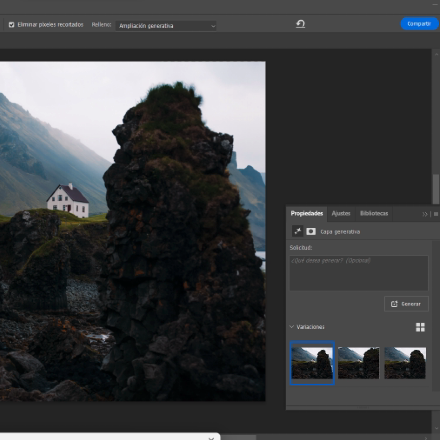 Eliminar píxeles recortados Relleno: Ampliación generativa Compartir
Propiedades Ajustes Bibliotecas
Capa generativa
Solicitud:
¿Qué desea generar? (Opcional)
Generar
Variaciones